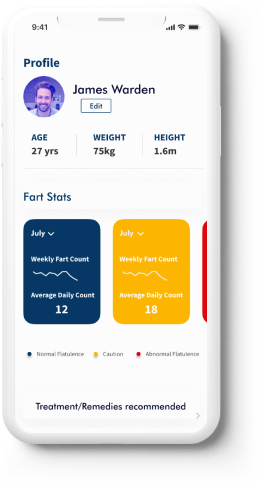 9:41
Profile
James Warden
Edit
AGE WEIGHT HEIGHT
27 yrs 75kg 1.6m
Fart Stats
July July
Weekly Fart Count Weekly Fart Count
Average Daily Count Average Daily Count
12 18
Normal Flatulence Caution Abnormal Flatulence
Treatment/Remedies recommended